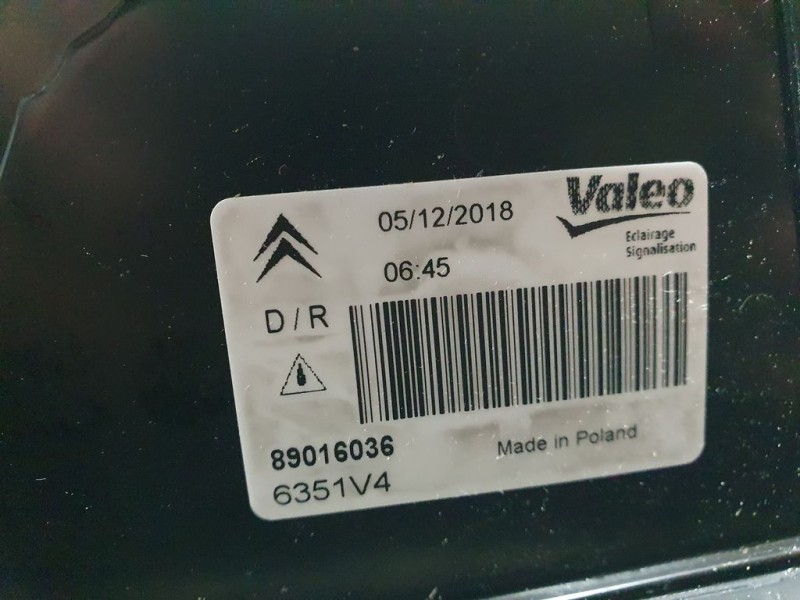 05/12/2018
Valeo
Eclairage
Signalisation
06:45
D/R
89016036
Made in Poland
6351V4